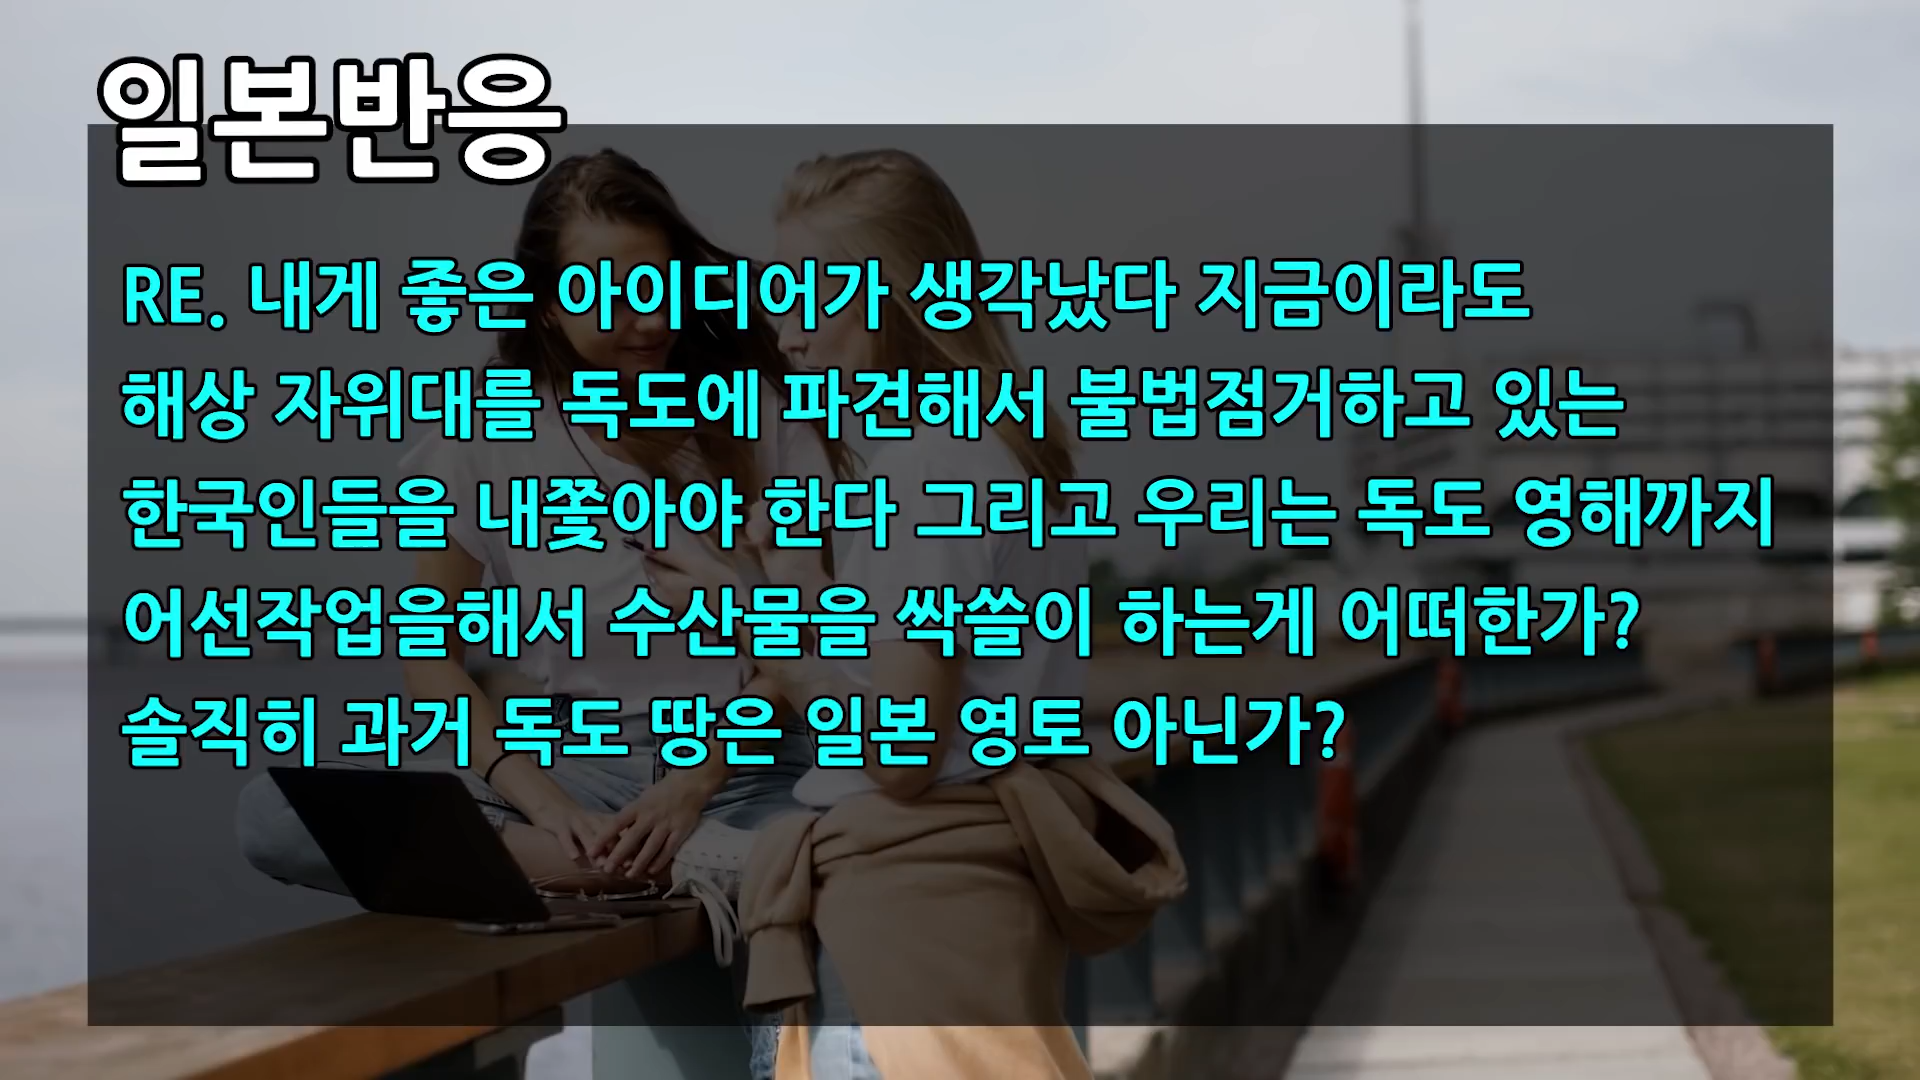 일본반응
RE. 내게 좋은 아이디어가 생각났다 지금이라도
해상 자위대를 독도에 파견해서 불법점거하고 있는
한국인들을 내쫓아야 한다 그리고 우리는 독도 영해까지
어선작업을해서 수산물을 싹쓸이 하는게 어떠한가?
솔직히 과거 독도 땅은 일본 영토 아닌가?